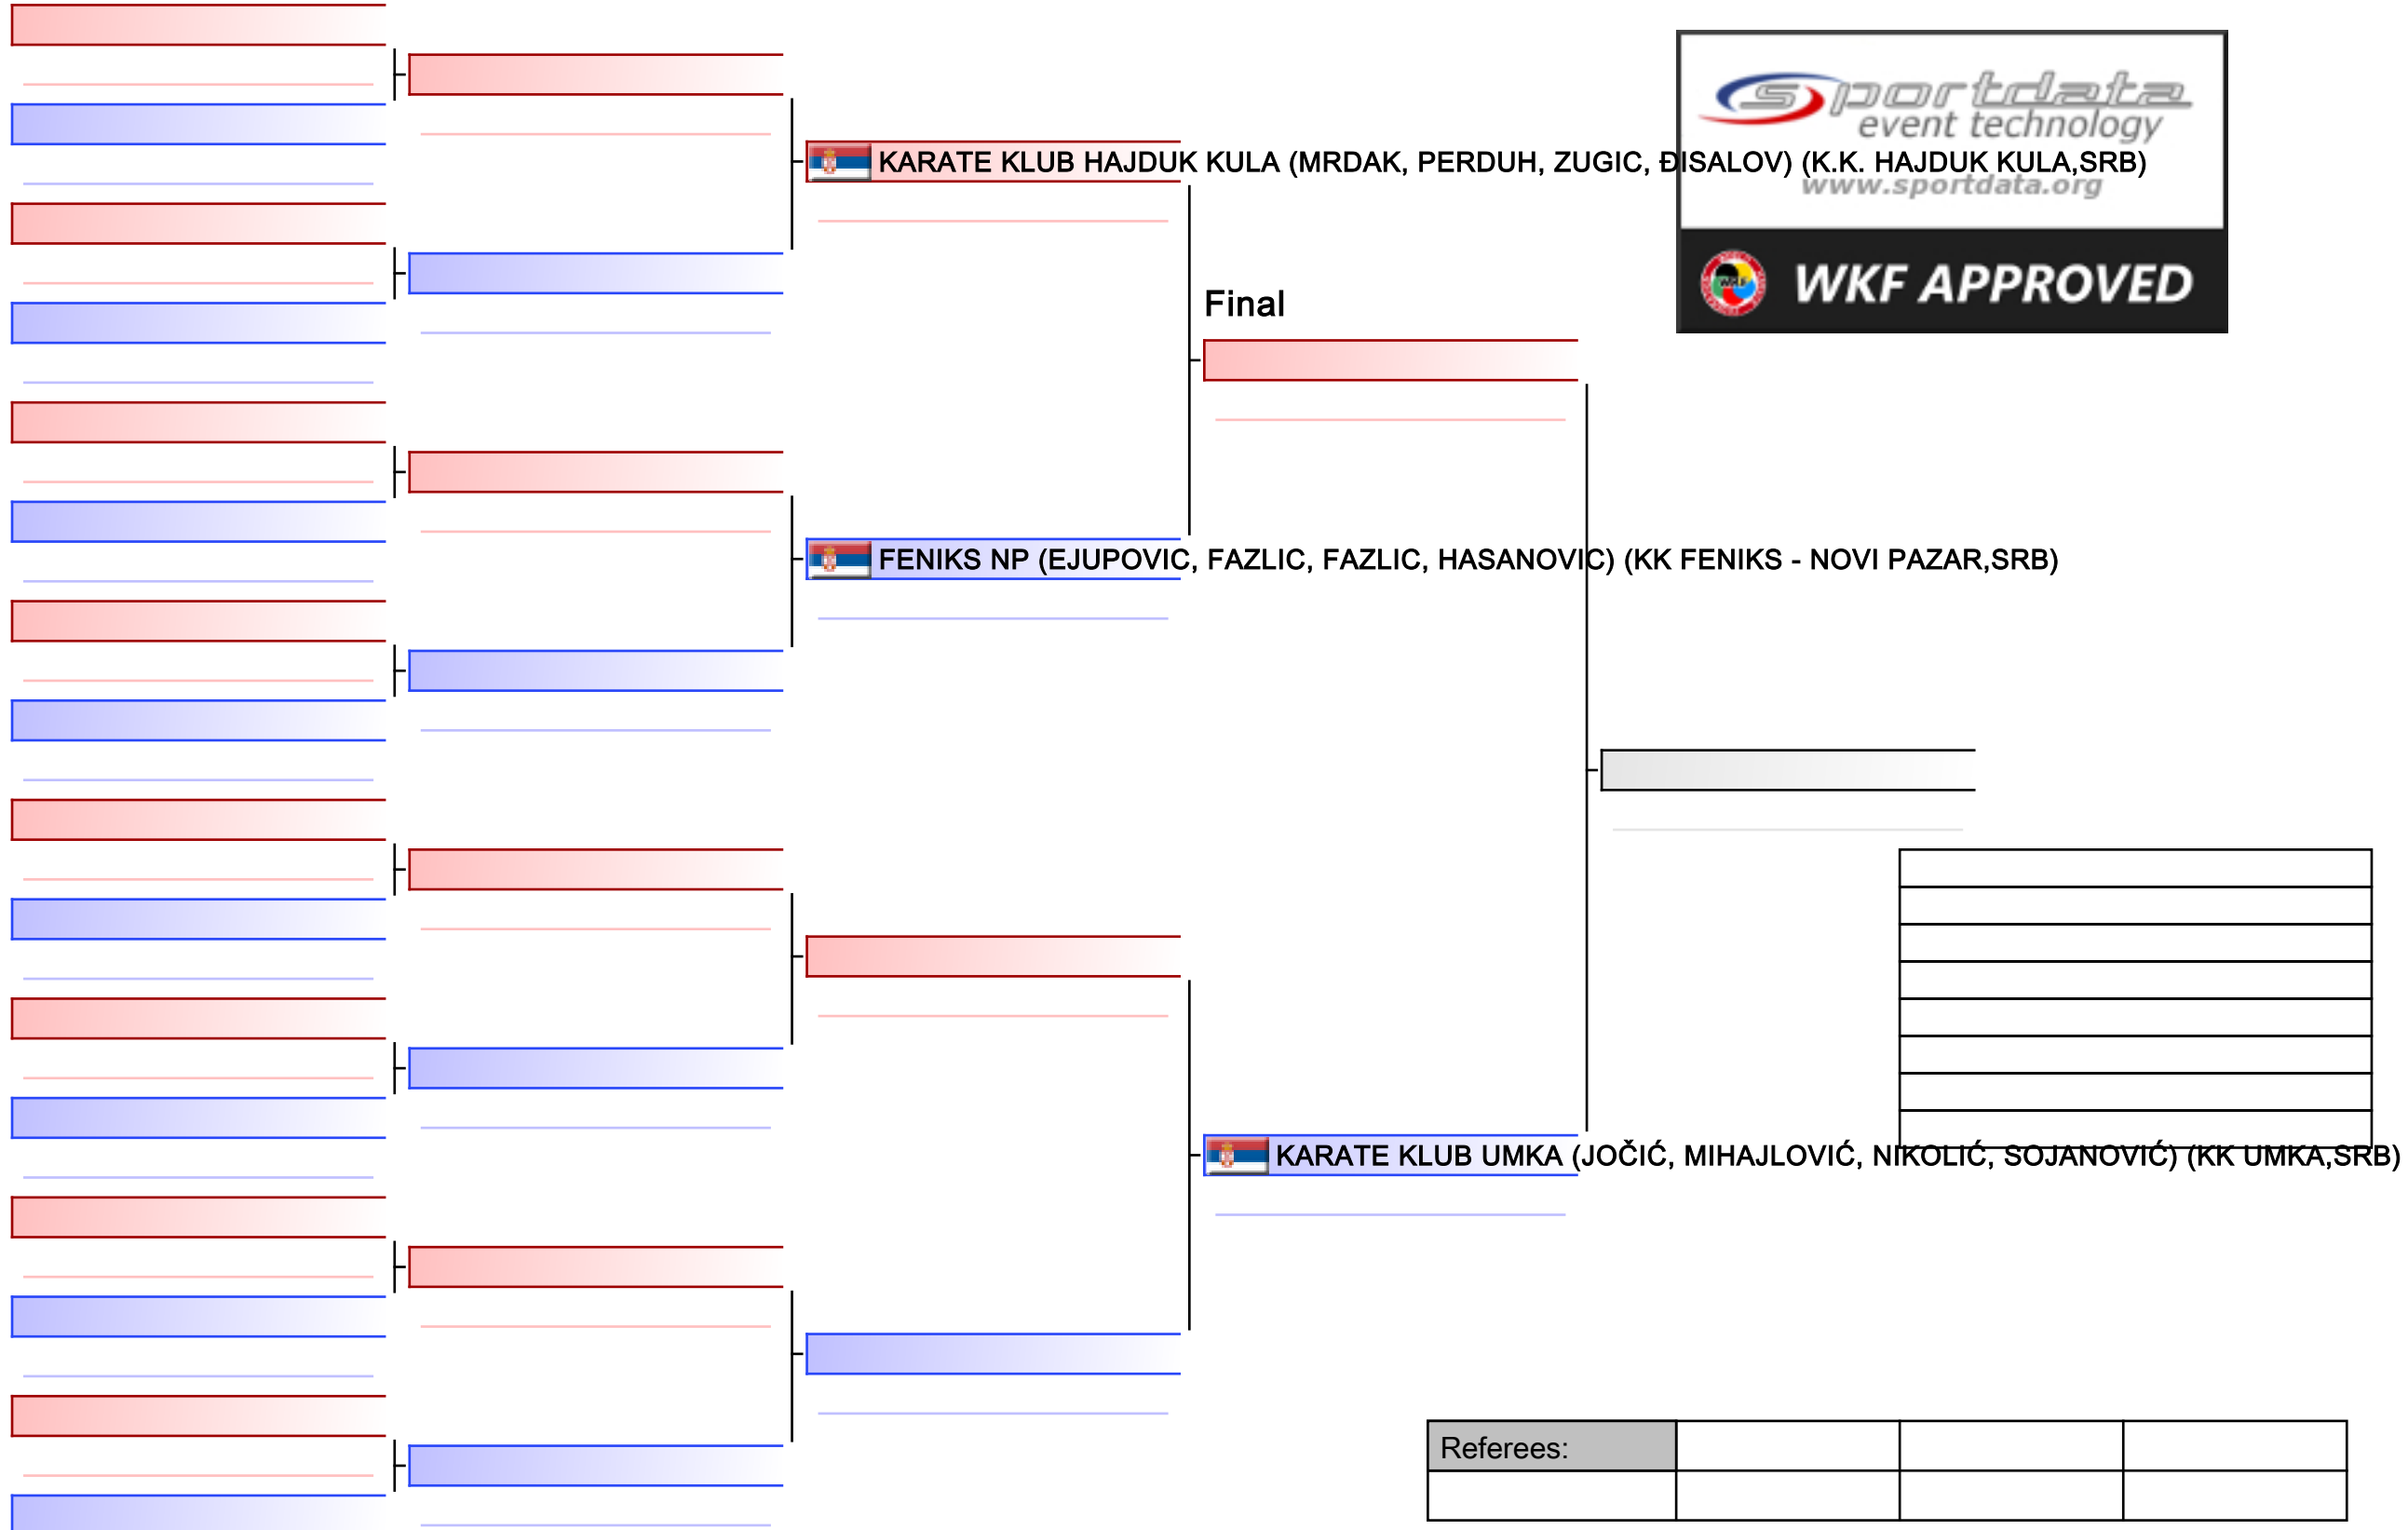 sportdata
event technology
KARATE KLUB HAJDUK KULA (MRDAK, PERDUH, ZUGIC, ĐISALOV) (K.K. HAJDUK KULA,SRB)
www.sportdata.org
WKF
WKF APPROVED
Final
FENIKS NP (EJUPOVIC, FAZLIC, FAZLIC, HASANOVIC) (KK FENIKS - NOVI PAZAR,SRB)
KARATE KLUB UMKA (JOČIĆ, MIHAJLOVIĆ, NIKOLIĆ, SOJANOVIĆ) (KK UMKA,SRB)
Referees: